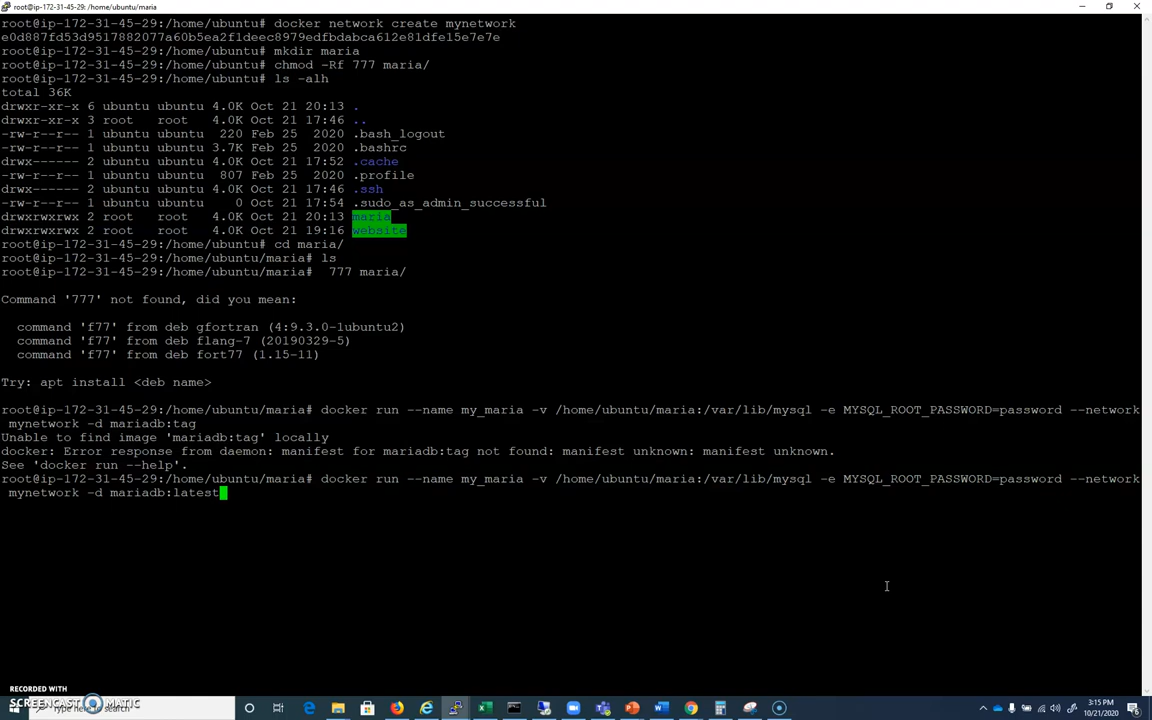 root@ip-172-31-45-29: /home/ubuntu/maria
root@ip-172-31-45-29:/home/ubuntu# docker network create mynetwork
e0d887fd53d9517882077a60b5ea2f1deec8979edfbdabca612e81dfe15e7e7e
root@ip-172-31-45-29:/home/ubuntu# mkdir maria
root@ip-172-31-45-29:/home/ubuntu# chmod -Rf 777 maria/
root@ip-172-31-45-29:/home/ubuntu# ls -alh
total 36K
drwxr-xr-x 6 ubuntu ubuntu 4.0K Oct 21 20:13 .
drwxr-xr-x 3 root   root   4.0K Oct 21 17:46 ..
-rw-r--r-- 1 ubuntu ubuntu  220 Feb 25  2020 .bash_logout
-rw-r--r-- 1 ubuntu ubuntu 3.7K Feb 25  2020 .bashrc
drwx------ 2 ubuntu ubuntu 4.0K Oct 21 17:52 .cache
-rw-r--r-- 1 ubuntu ubuntu  807 Feb 25  2020 .profile
drwx------ 2 ubuntu ubuntu 4.0K Oct 21 17:46 .ssh
-rw-r--r-- 1 ubuntu ubuntu    0 Oct 21 17:54 .sudo_as_admin_successful
drwxrwxrwx 2 root   root   4.0K Oct 21 20:13 maria
drwxrwxrwx 2 root   root   4.0K Oct 21 19:16 website
root@ip-172-31-45-29:/home/ubuntu# cd maria/
root@ip-172-31-45-29:/home/ubuntu/maria# ls
root@ip-172-31-45-29:/home/ubuntu/maria#  777 maria/
Command '777' not found, did you mean:
  command 'f77' from deb gfortran (4:9.3.0-1ubuntu2)
  command 'f77' from deb flang-7 (20190329-5)
  command 'f77' from deb fort77 (1.15-11)
Try: apt install <deb name>
root@ip-172-31-45-29:/home/ubuntu/maria# docker run --name my_maria -v /home/ubuntu/maria:/var/lib/mysql -e MYSQL_ROOT_PASSWORD=password --network
 mynetwork -d mariadb:tag
Unable to find image 'mariadb:tag' locally
docker: Error response from daemon: manifest for mariadb:tag not found: manifest unknown: manifest unknown.
See 'docker run --help'.
root@ip-172-31-45-29:/home/ubuntu/maria# docker run --name my_maria -v /home/ubuntu/maria:/var/lib/mysql -e MYSQL_ROOT_PASSWORD=password --network
 mynetwork -d mariadb:latest
RECORDED WITH
SCREENCAST MATIC
Type here to search
3:15 PM
10/21/2020